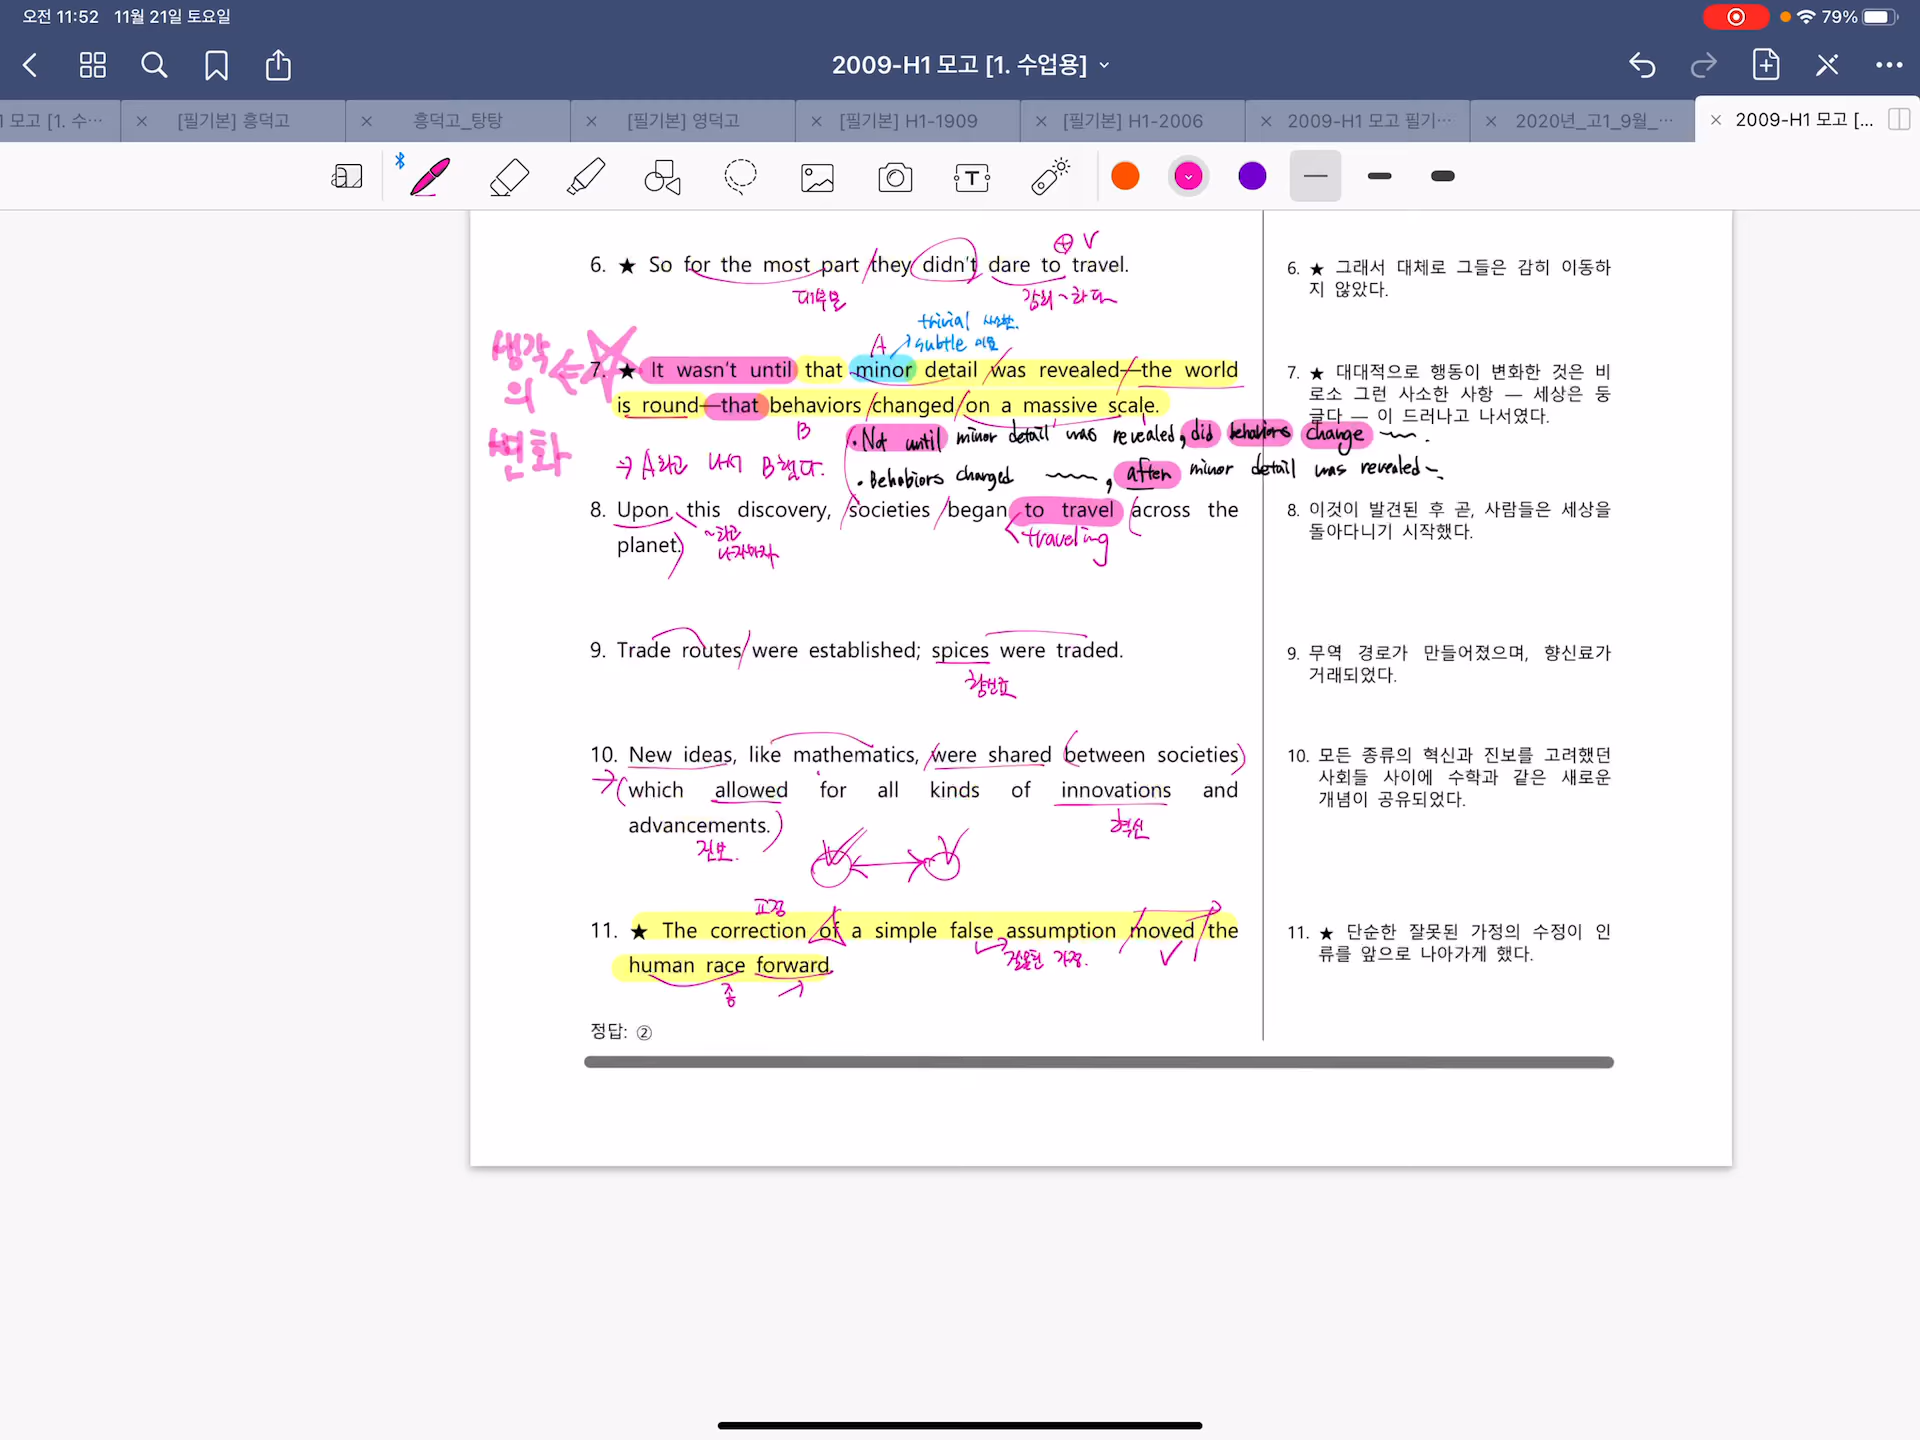 오전 11:52 11월 21일 토요일
79%
2009-H1 모고 [1. 수업용]
모고 [1. 수…
[필기본] 흥덕고
흥덕고_탕탕
[필기본] 영덕고
[필기본] H1-1909
[필기본] H1-2006
2009-H1 모고 필기…
2020년_고1_9월_…
2009-H1 모고 […
⊕ V
6. ★ So for the most part they didn't dare to travel.
대부분 감히 ~하다
6. ★ 그래서 대체로 그들은 감히 이동하
지 않았다.
trivial 사소한.
A subtle 미묘
생각
의
변화
7. ★ It wasn't until that minor detail was revealed—the world
is round—that behaviors changed on a massive scale.
B
7. ★ 대대적으로 행동이 변화한 것은 비
로소 그런 사소한 사항 — 세상은 둥
글다 — 이 드러나고 나서였다.
· Not until minor detail was revealed, did behabiors change ~.
⇒ A하고 나서 B했다.
· Behabiors changed ~, after minor detail was revealed~
8. Upon this discovery, societies began to travel across the
planet.
~하고
나자마자
traveling
8. 이것이 발견된 후 곧, 사람들은 세상을
돌아다니기 시작했다.
9. Trade routes were established; spices were traded.
향신료
9. 무역 경로가 만들어졌으며, 향신료가
거래되었다.
10. New ideas, like mathematics, were shared between societies
which allowed for all kinds of innovations and
advancements.
혁신
진보.
10. 모든 종류의 혁신과 진보를 고려했던
사회들 사이에 수학과 같은 새로운
개념이 공유되었다.
교정
11. ★ The correction of a simple false assumption moved the
human race forward.
잘못된 가정.
V
종
11. ★ 단순한 잘못된 가정의 수정이 인
류를 앞으로 나아가게 했다.
정답: ②